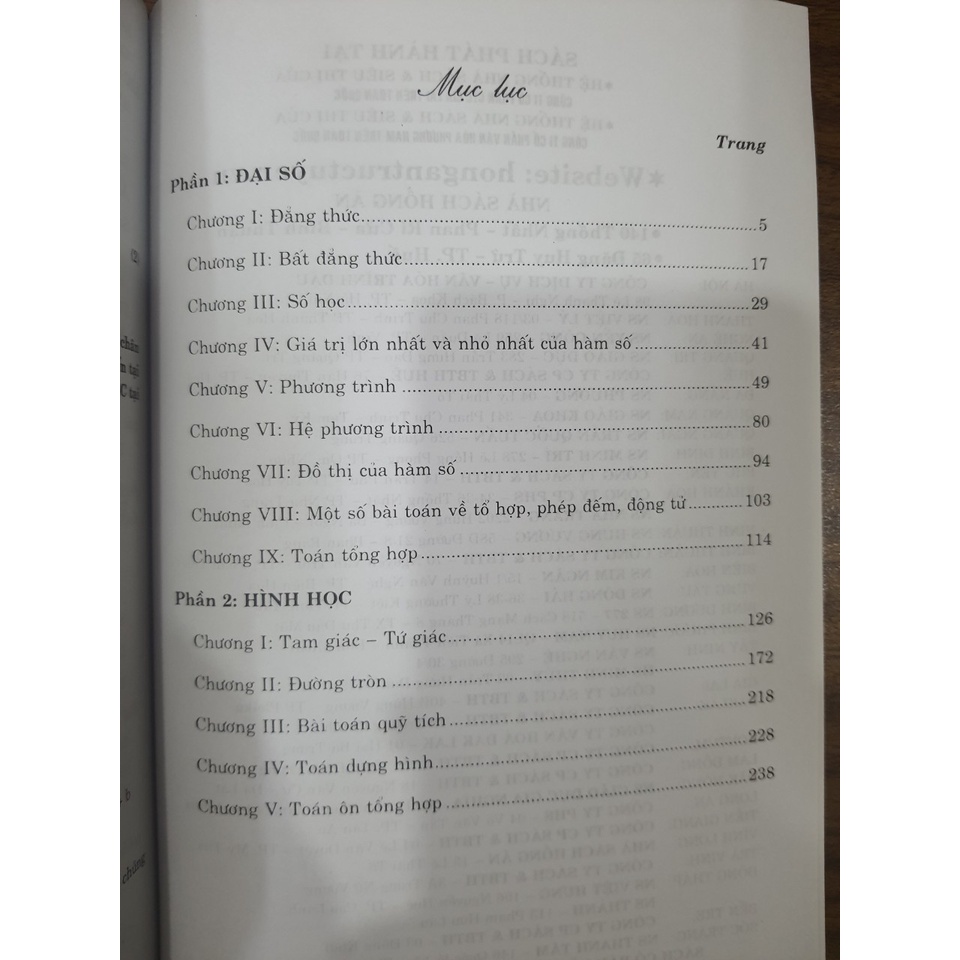 Mục lục
Trang
Phần 1: ĐẠI SỐ
Chương I: Đẳng thức 5
Chương II: Bất đẳng thức 17
Chương III: Số học 29
Chương IV: Giá trị lớn nhất và nhỏ nhất của hàm số 41
Chương V: Phương trình 49
Chương VI: Hệ phương trình 80
Chương VII: Đồ thị của hàm số 94
Chương VIII: Một số bài toán về tổ hợp, phép đếm, động tử 103
Chương IX: Toán tổng hợp 114
Phần 2: HÌNH HỌC
Chương I: Tam giác – Tứ giác 126
Chương II: Đường tròn 172
Chương III: Bài toán quỹ tích 218
Chương IV: Toán dựng hình 228
Chương V: Toán ôn tổng hợp 238